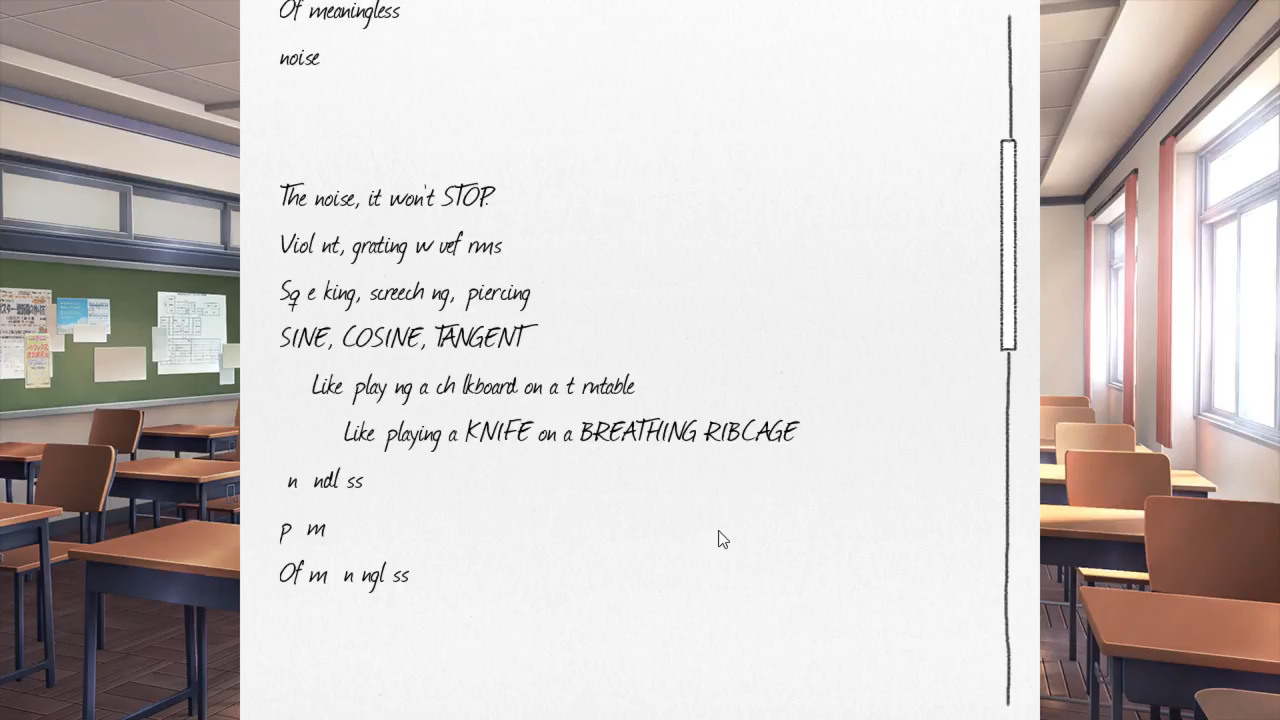 Of meaningless
noise
The noise, it won't STOP.
Viol nt, grating w vef rms
Sq e king, screech ng, piercing
SINE, COSINE, TANGENT
Like play ng a ch lkboard on a t rntable
Like playing a KNIFE on a BREATHING RIBCAGE
n ndl ss
p m
Of m n ngl ss